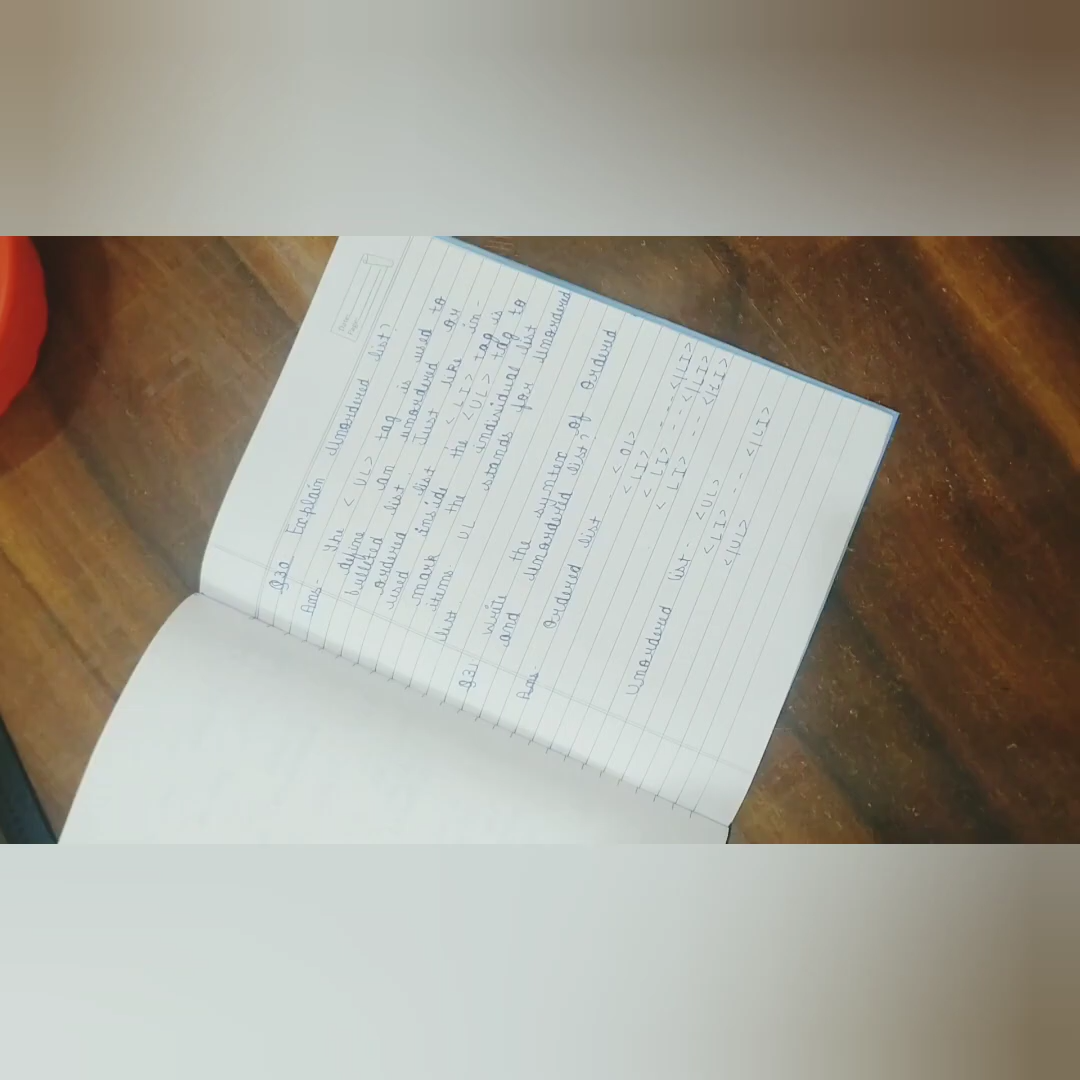 Date:
Page:
Q30 Explain Unordered list?
Ans- The <UL> tag is used to
define an unordered or
bulleted list. Just like
ordered list <LI> tag is
used inside the <UL> tag to
mark the individual list
items. UL stands for Unordered
list
Q31 Write the syntex of ordered
and Unordered list?
Ans- Ordered list - <OL>
<LI> ---- </LI>
<LI> --- </LI>
<LI> --- </LI>
Unordered list - <UL>
<LI> --- </LI>
</UL>